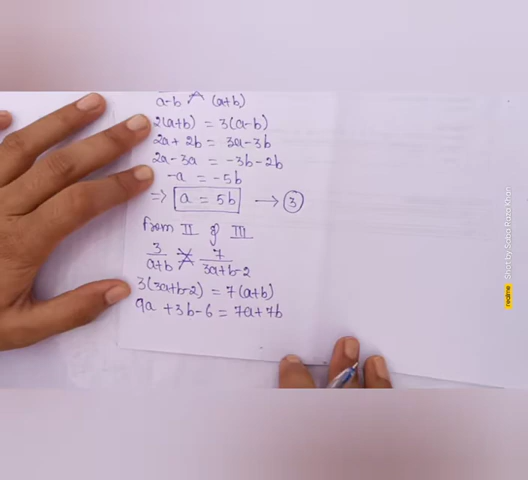 a-b (a+b)
2(a+b) = 3(a-b)
2a + 2b = 3a - 3b
2a - 3a = -3b - 2b
-a = -5b
=> a = 5b → 3
from II & III
3/a+b 7/3a+b-2
3(3a+b-2) = 7(a+b)
9a + 3b - 6 = 7a + 7b
realme Shot by Saba Raza Khan